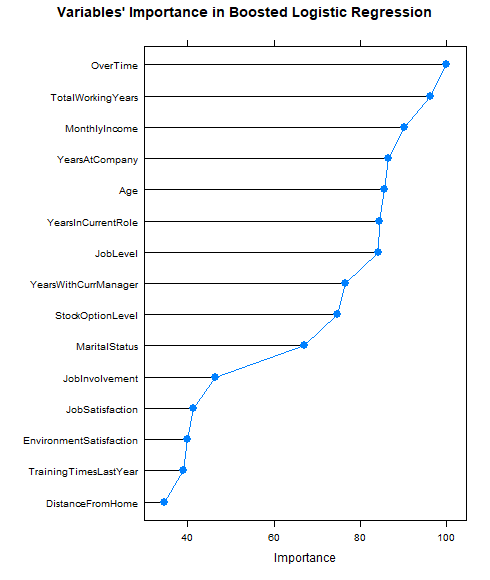 Variables' Importance in Boosted Logistic Regression
OverTime
TotalWorkingYears
MonthlyIncome
YearsAtCompany
Age
YearsInCurrentRole
JobLevel
YearsWithCurrManager
StockOptionLevel
MaritalStatus
JobInvolvement
JobSatisfaction
EnvironmentSatisfaction
TrainingTimesLastYear
DistanceFromHome
40 60 80 100
Importance